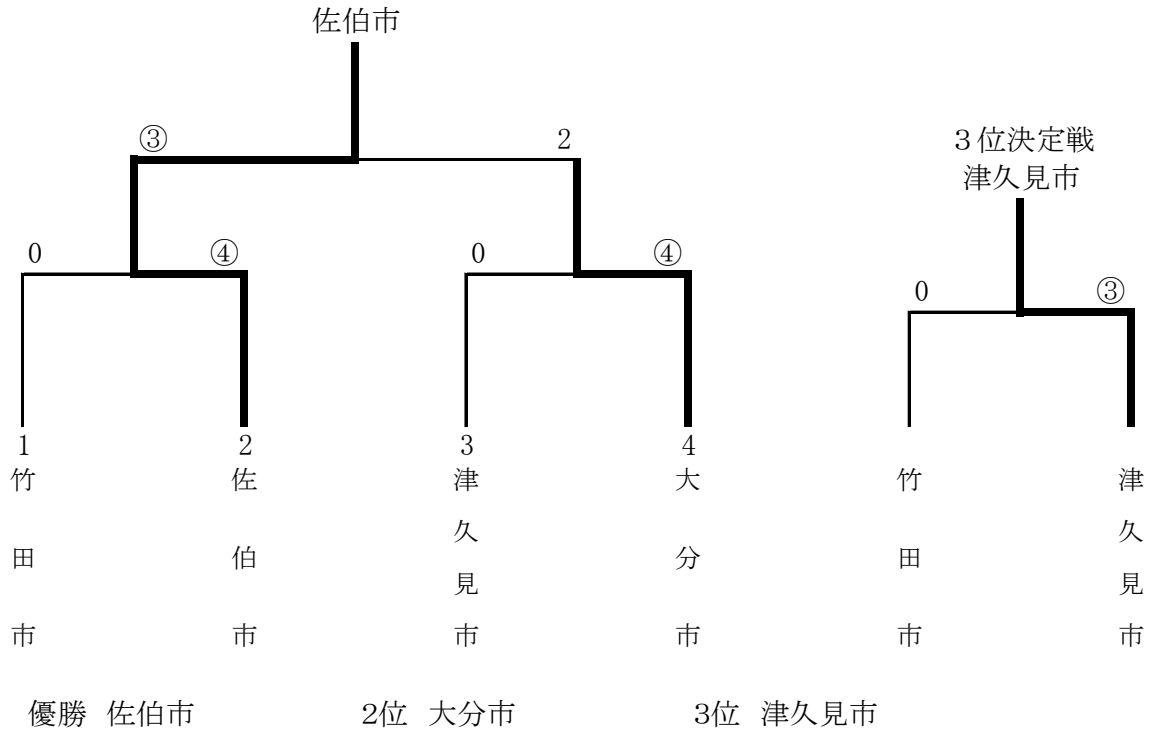 佐伯市
③ 2
3位決定戦
津久見市
0 ④ 0 ④
0 ③
1 2 3 4
竹田市
佐伯市
津久見市
大分市
竹田市
津久見市
優勝 佐伯市 2位 大分市 3位 津久見市